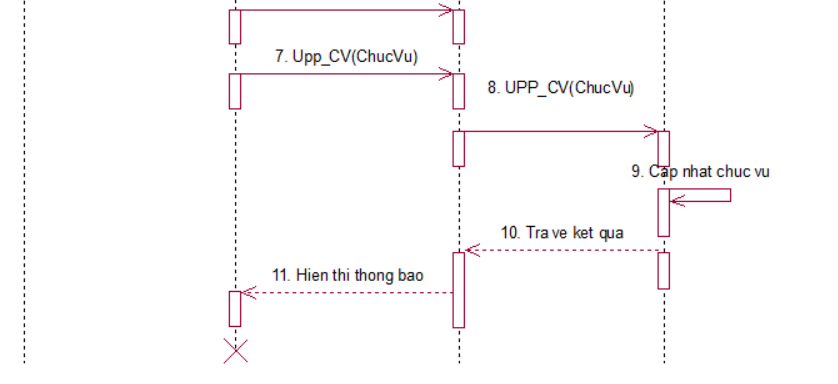 7. Upp_CV(ChucVu)
8. UPP_CV(ChucVu)
9. Cap nhat chuc vu
10. Tra ve ket qua
11. Hien thi thong bao